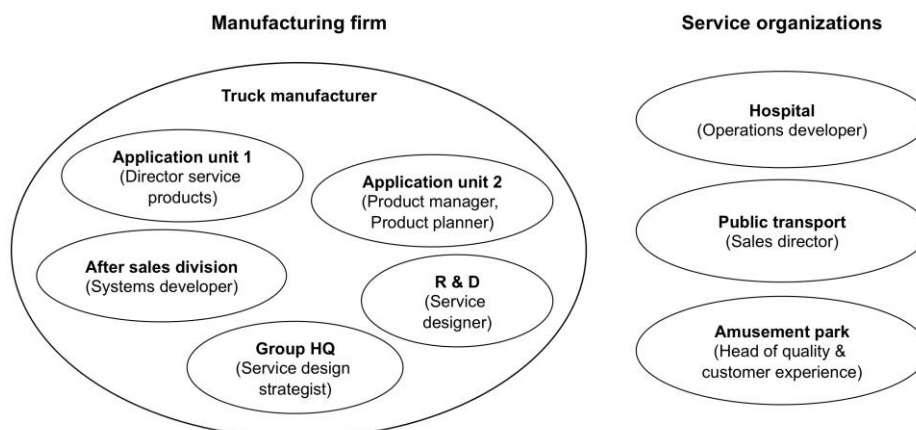 Manufacturing firm
Service organizations
Truck manufacturer
Application unit 1
(Director service
products)
Application unit 2
(Product manager,
Product planner)
After sales division
(Systems developer)
R & D
(Service
designer)
Group HQ
(Service design
strategist)
Hospital
(Operations developer)
Public transport
(Sales director)
Amusement park
(Head of quality &
customer experience)